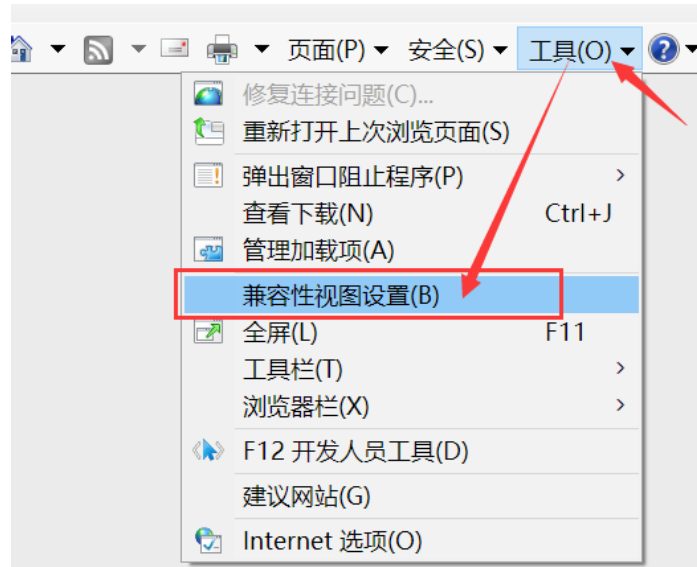 页面(P) 安全(S) 工具(O)
修复连接问题(C)...
重新打开上次浏览页面(S)
弹出窗口阻止程序(P)
查看下载(N) Ctrl+J
管理加载项(A)
兼容性视图设置(B)
全屏(L) F11
工具栏(T)
浏览器栏(X)
F12 开发人员工具(D)
建议网站(G)
Internet 选项(O)